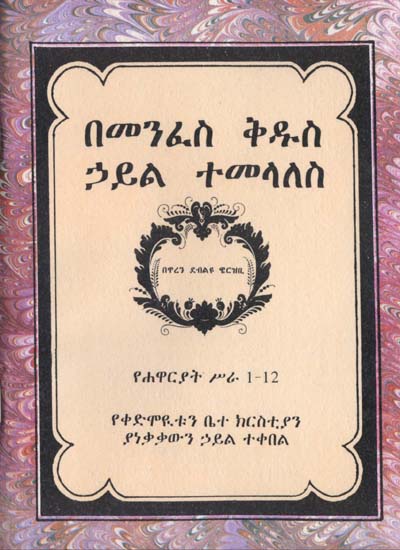 በመንፈስ ቅዱስ
ኃይል ተመላለስ
በዋረን ደብልዩ ዊርዝቢ
የሐዋርያት ሥራ 1-12
የቀድሞዪቱን ቤተ ክርስቲያን
ያነቃቃውን ኃይል ተቀበል